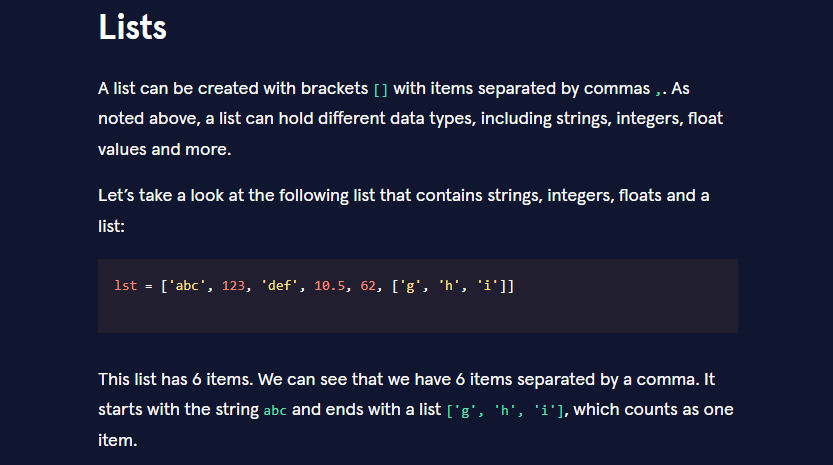 Lists
A list can be created with brackets [] with items separated by commas ,. As
noted above, a list can hold different data types, including strings, integers, float
values and more.
Let’s take a look at the following list that contains strings, integers, floats and a
list:
lst = ['abc', 123, 'def', 10.5, 62, ['g', 'h', 'i']]
This list has 6 items. We can see that we have 6 items separated by a comma. It
starts with the string abc and ends with a list ['g', 'h', 'i'], which counts as one
item.